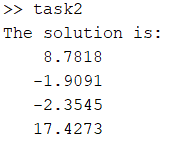 >> task2
The solution is:
8.7818
-1.9091
-2.3545
17.4273